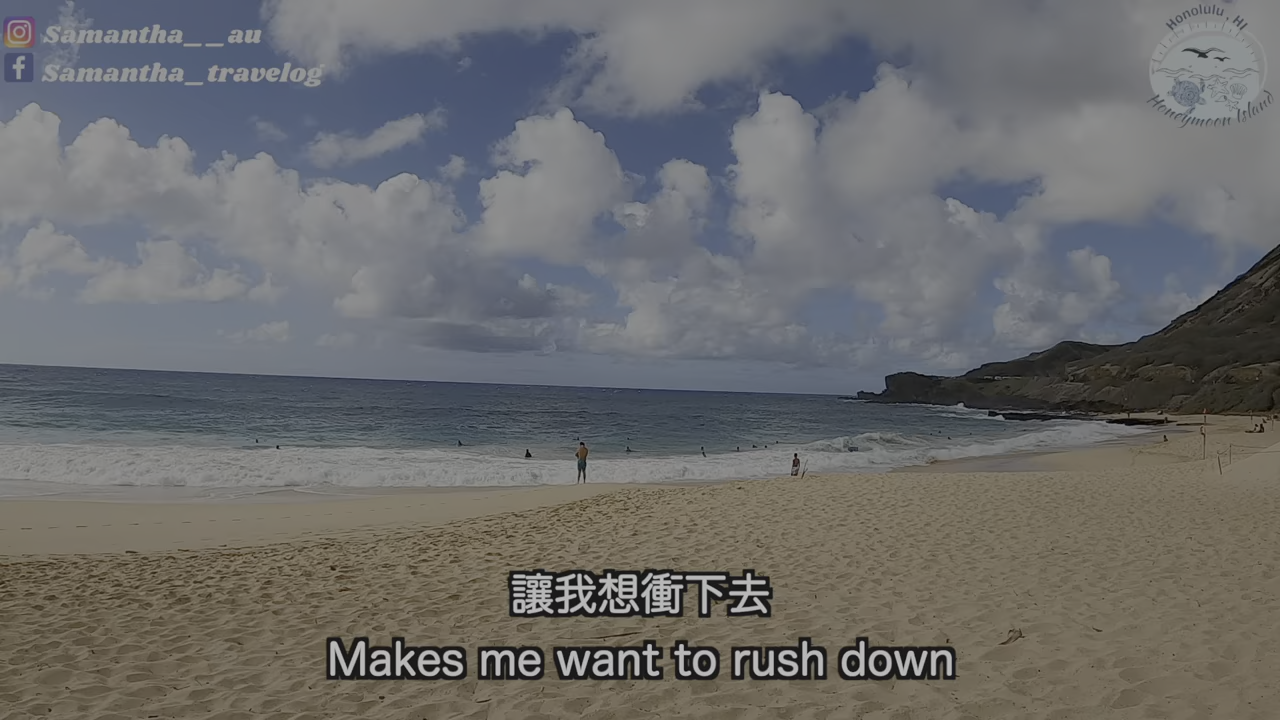 Samantha__au
Samantha_travelog
Honolulu, HI
Honeymoon Island
讓我想衝下去
Makes me want to rush down